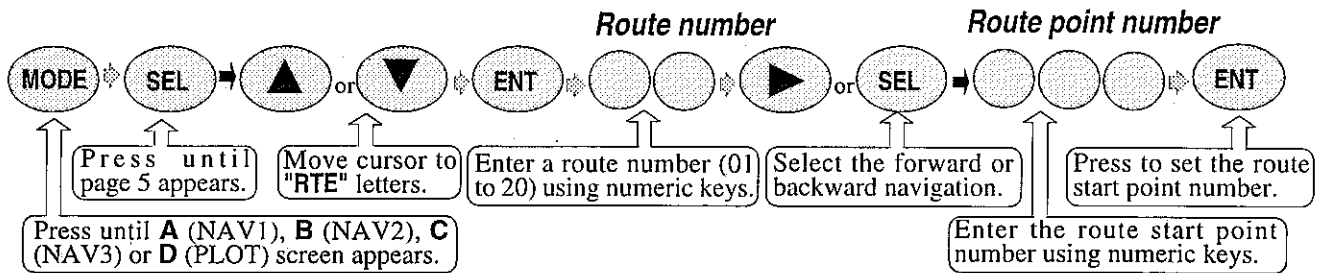 Route number
Route point number
MODE SEL or ENT or SEL ENT
Press until
page 5 appears.
Move cursor to
"RTE" letters.
Enter a route number (01
to 20) using numeric keys.
Select the forward or
backward navigation.
Press to set the route
start point number.
Press until A (NAV1), B (NAV2), C
(NAV3) or D (PLOT) screen appears.
Enter the route start point
number using numeric keys.